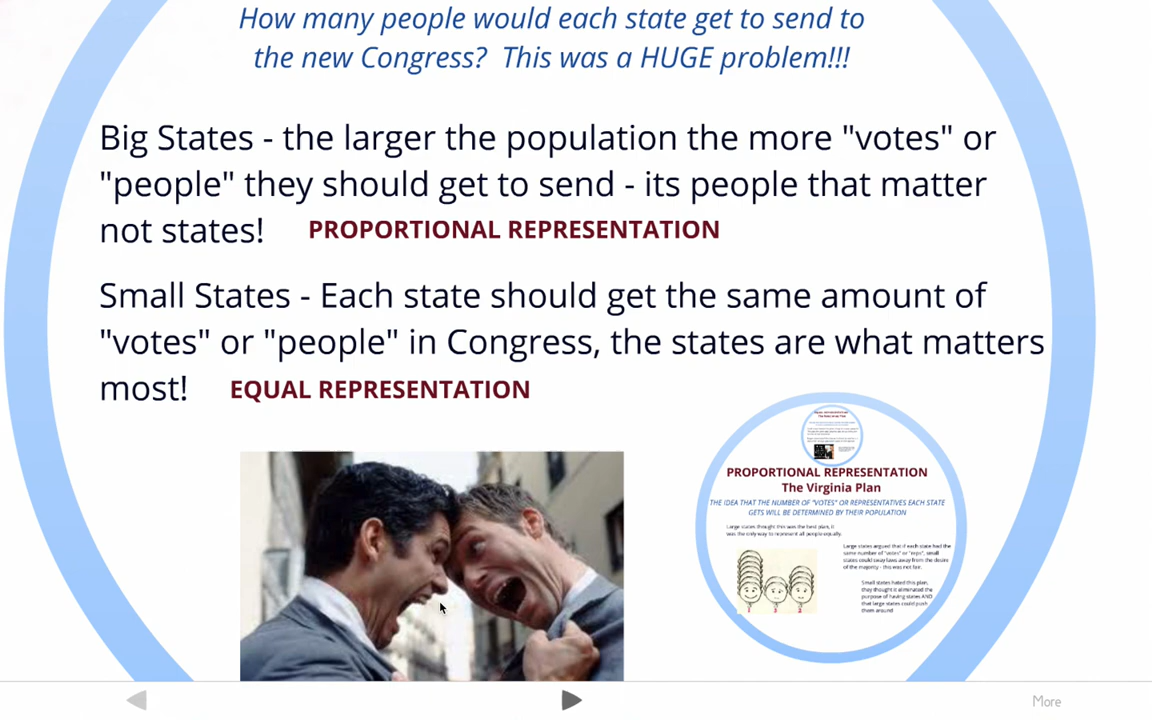 How many people would each state get to send to
the new Congress?  This was a HUGE problem!!!
Big States - the larger the population the more "votes" or
"people" they should get to send - its people that matter
not states! PROPORTIONAL REPRESENTATION
Small States - Each state should get the same amount of
"votes" or "people" in Congress, the states are what matters
most! EQUAL REPRESENTATION
PROPORTIONAL REPRESENTATION
The Virginia Plan
THE IDEA THAT THE NUMBER OF "VOTES" OR REPRESENTATIVES EACH STATE
GETS WILL BE DETERMINED BY THEIR POPULATION
Large states thought this was the best plan, it
was the only way to represent all people equally.
Large states argued that if each state had the
same number of "votes" or "reps", small
states could sway laws away from the desire
of the majority - this was not fair.
Small states hated this plan,
they thought it eliminated the
purpose of having states AND
that large states could push
them around
More